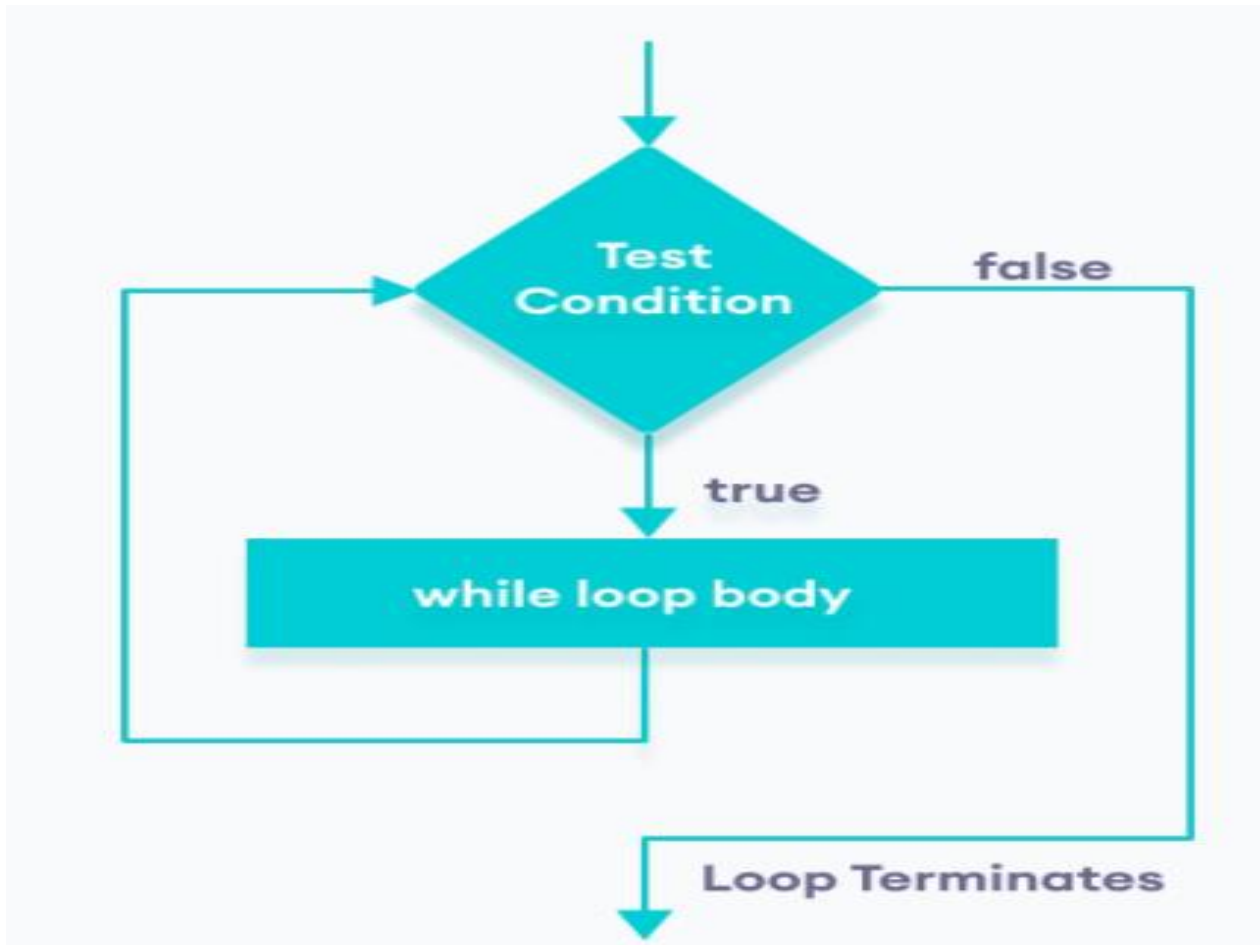 Test
Condition
false
true
while loop body
Loop Terminates